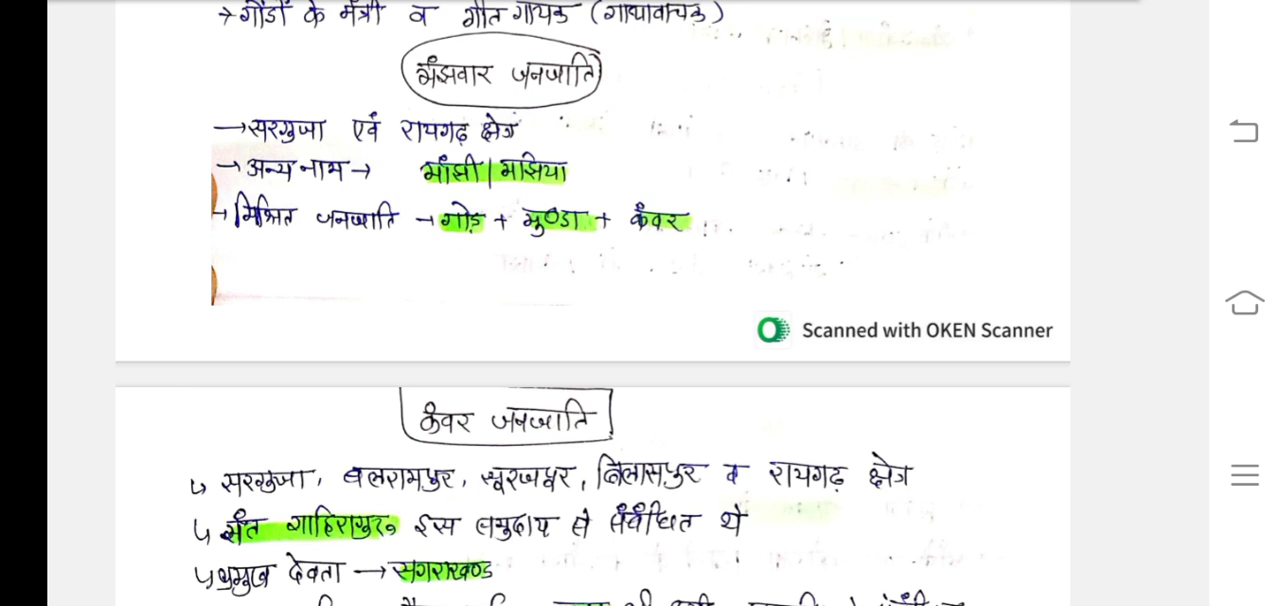 → गोंडों के मंत्री व गीत गायक (गाथावाचक)
मंझवार जनजाति
→ सरगुजा एवं रायगढ़ क्षेत्र
→ अन्य नाम → मांझी | मझिया
→ मिश्रित जनजाति → गोंड़ + मुण्डा + कंवर
Scanned with OKEN Scanner
कंवर जनजाति
↳ सरगुजा, बलरामपुर, सूरजपुर, बिलासपुर व रायगढ़ क्षेत्र
↳ संत गाहिरागुरु इस समुदाय से संबंधित थे
↳ प्रमुख देवता → सगराखण्ड